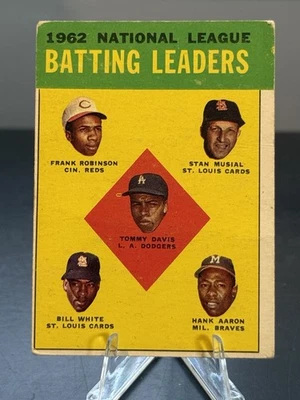 1962 NATIONAL LEAGUE
BATTING LEADERS
FRANK ROBINSON
CIN. REDS
STAN MUSIAL
ST. LOUIS CARDS
TOMMY DAVIS
L. A. DODGERS
BILL WHITE
ST. LOUIS CARDS
HANK AARON
MIL. BRAVES